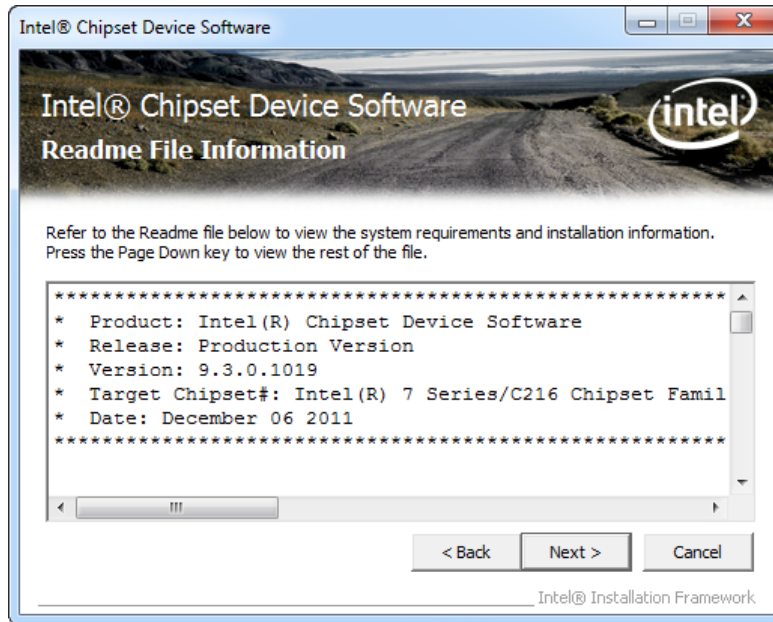 Intel® Chipset Device Software
Intel® Chipset Device Software
intel
Readme File Information
Refer to the Readme file below to view the system requirements and installation information.
Press the Page Down key to view the rest of the file.
********************************************************
* Product: Intel(R) Chipset Device Software
* Release: Production Version
* Version: 9.3.0.1019
* Target Chipset#: Intel(R) 7 Series/C216 Chipset Famil
* Date: December 06 2011
********************************************************
< Back Next > Cancel
Intel® Installation Framework